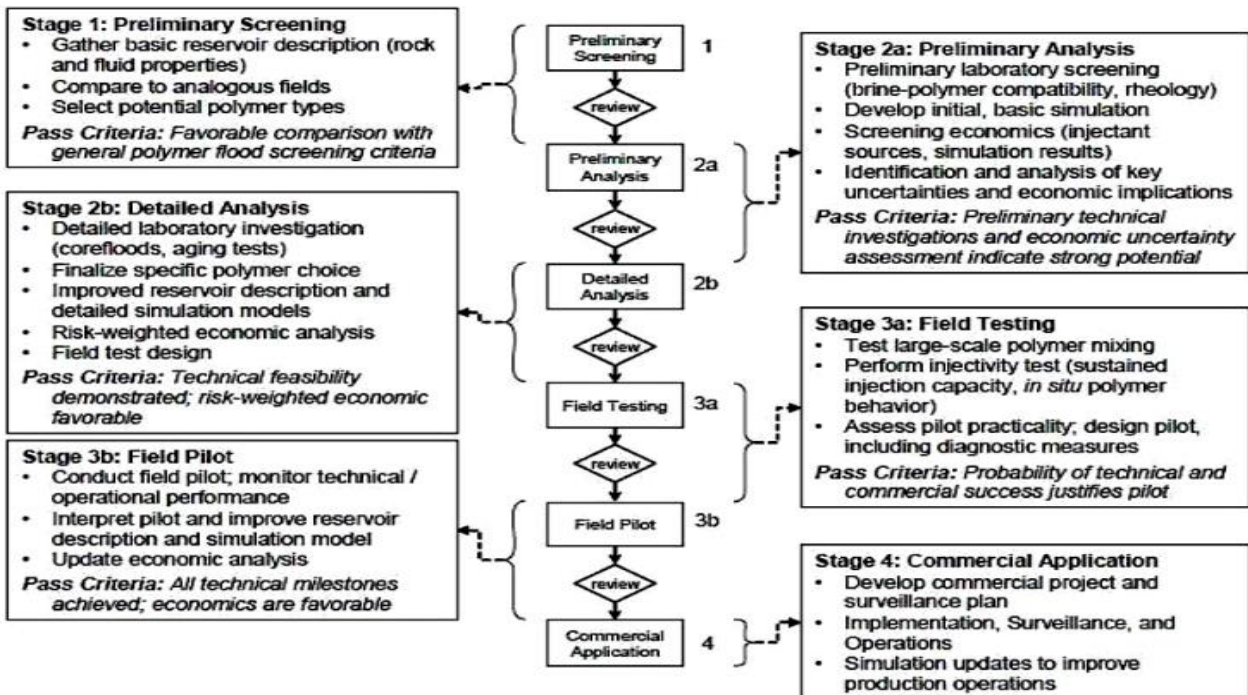 Stage 1: Preliminary Screening
• Gather basic reservoir description (rock
and fluid properties)
• Compare to analogous fields
• Select potential polymer types
Pass Criteria: Favorable comparison with
general polymer flood screening criteria
Preliminary
Screening
1
review
Stage 2a: Preliminary Analysis
• Preliminary laboratory screening
(brine-polymer compatibility, rheology)
• Develop initial, basic simulation
• Screening economics (injectant
sources, simulation results)
• Identification and analysis of key
uncertainties and economic implications
Pass Criteria: Preliminary technical
investigations and economic uncertainty
assessment indicate strong potential
Preliminary
Analysis
2a
review
Stage 2b: Detailed Analysis
• Detailed laboratory investigation
(corefloods, aging tests)
• Finalize specific polymer choice
• Improved reservoir description and
detailed simulation models
• Risk-weighted economic analysis
• Field test design
Pass Criteria: Technical feasibility
demonstrated; risk-weighted economic
favorable
Detailed
Analysis
2b
review
Stage 3a: Field Testing
• Test large-scale polymer mixing
• Perform injectivity test (sustained
injection capacity, in situ polymer
behavior)
• Assess pilot practicality; design pilot,
including diagnostic measures
Pass Criteria: Probability of technical and
commercial success justifies pilot
Field Testing
3a
review
Stage 3b: Field Pilot
• Conduct field pilot; monitor technical /
operational performance
• Interpret pilot and improve reservoir
description and simulation model
• Update economic analysis
Pass Criteria: All technical milestones
achieved; economics are favorable
Field Pilot
3b
review
Stage 4: Commercial Application
• Develop commercial project and
surveillance plan
• Implementation, Surveillance, and
Operations
• Simulation updates to improve
production operations
Commercial
Application
4